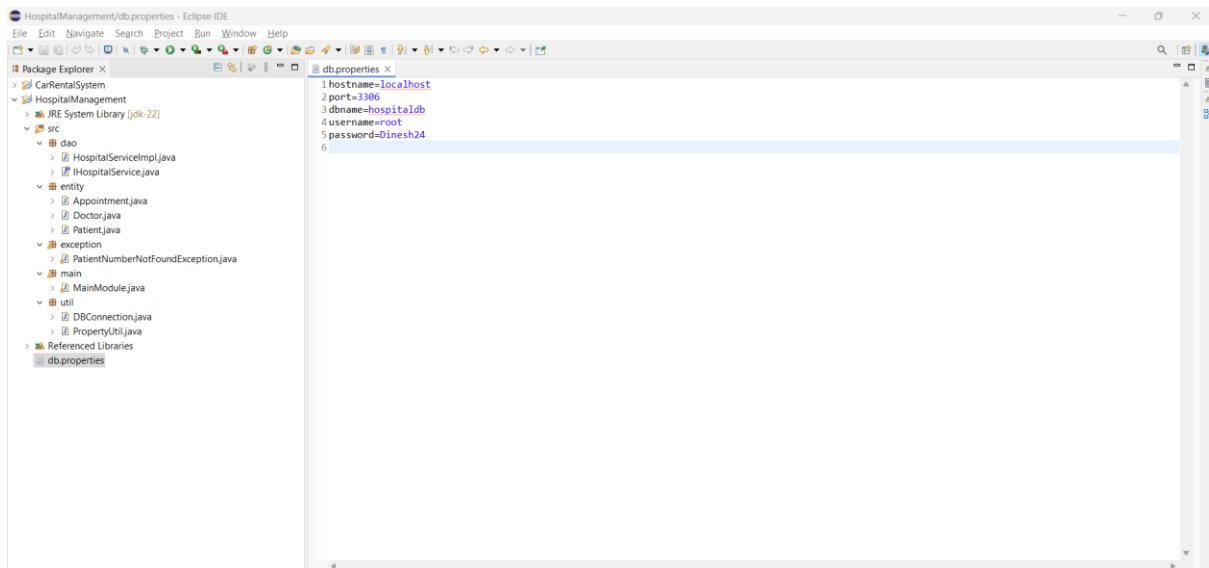 HospitalManagement/db.properties - Eclipse IDE
File Edit Navigate Search Project Run Window Help
Package Explorer
CarRentalSystem
HospitalManagement
JRE System Library [jdk-22]
src
dao
HospitalServiceImpl.java
IHospitalService.java
entity
Appointment.java
Doctor.java
Patient.java
exception
PatientNumberNotFoundException.java
main
MainModule.java
util
DBConnection.java
PropertyUtil.java
Referenced Libraries
db.properties
db.properties
1 hostname=localhost
2 port=3306
3 dbname=hospitaldb
4 username=root
5 password=Dinesh24
6